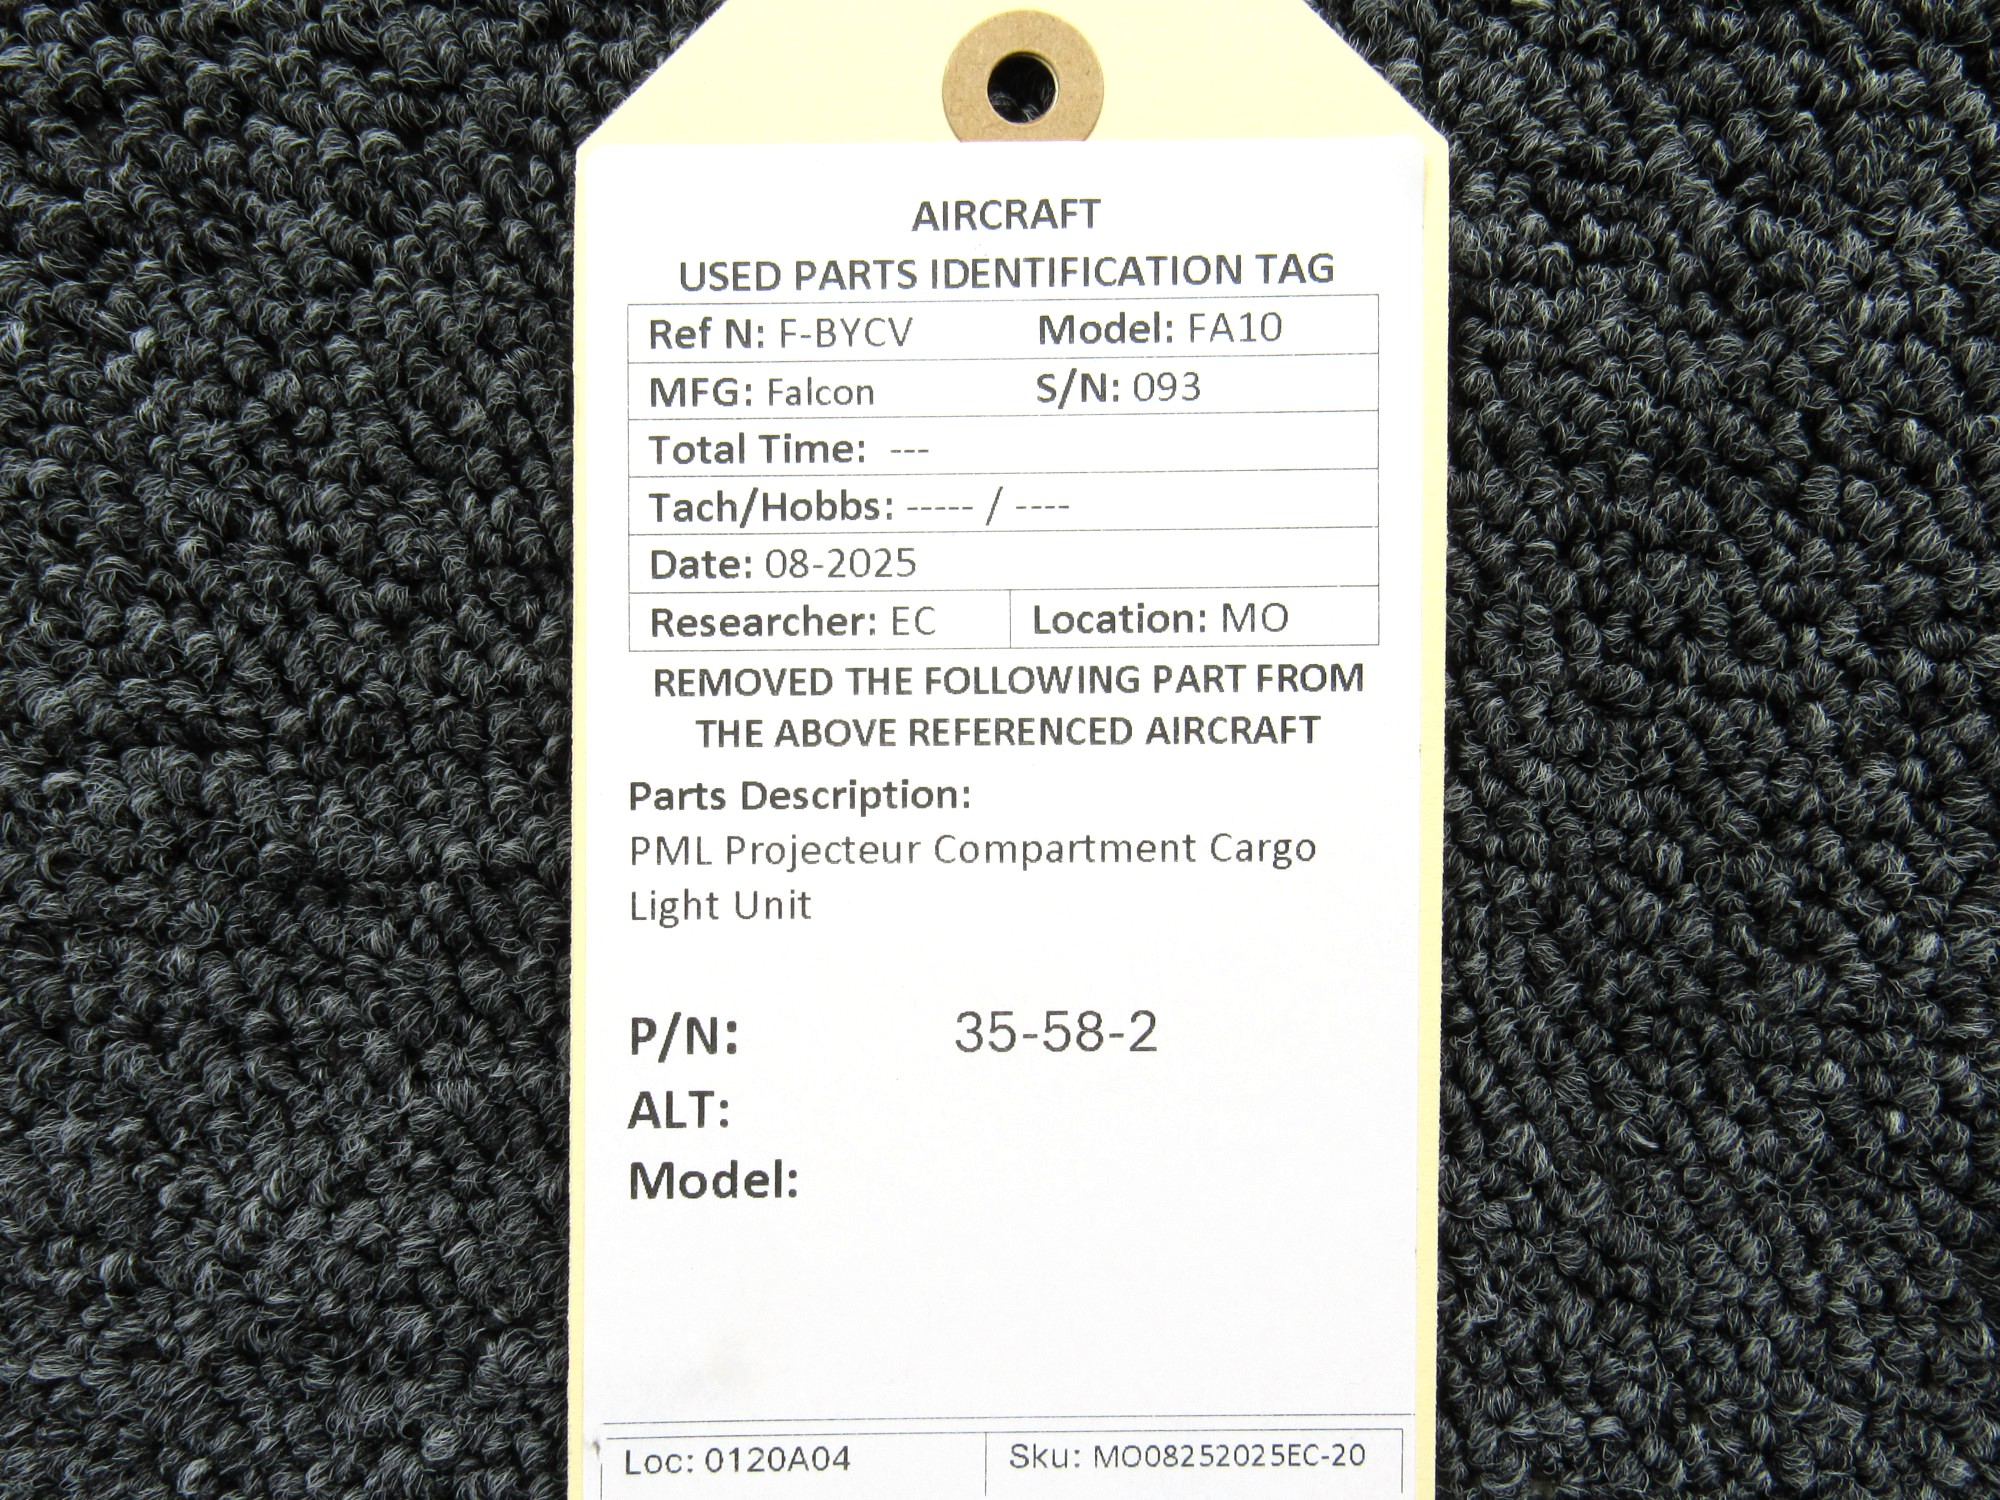 AIRCRAFT
USED PARTS IDENTIFICATION TAG
Ref N: F-BYCV Model: FA10
MFG: Falcon S/N: 093
Total Time: ---
Tach/Hobbs: ----- / ----
Date: 08-2025
Researcher: EC Location: MO
REMOVED THE FOLLOWING PART FROM
THE ABOVE REFERENCED AIRCRAFT
Parts Description:
PML Projecteur Compartment Cargo
Light Unit
P/N: 35-58-2
ALT:
Model:
Loc: 0120A04 Sku: MO08252025EC-20